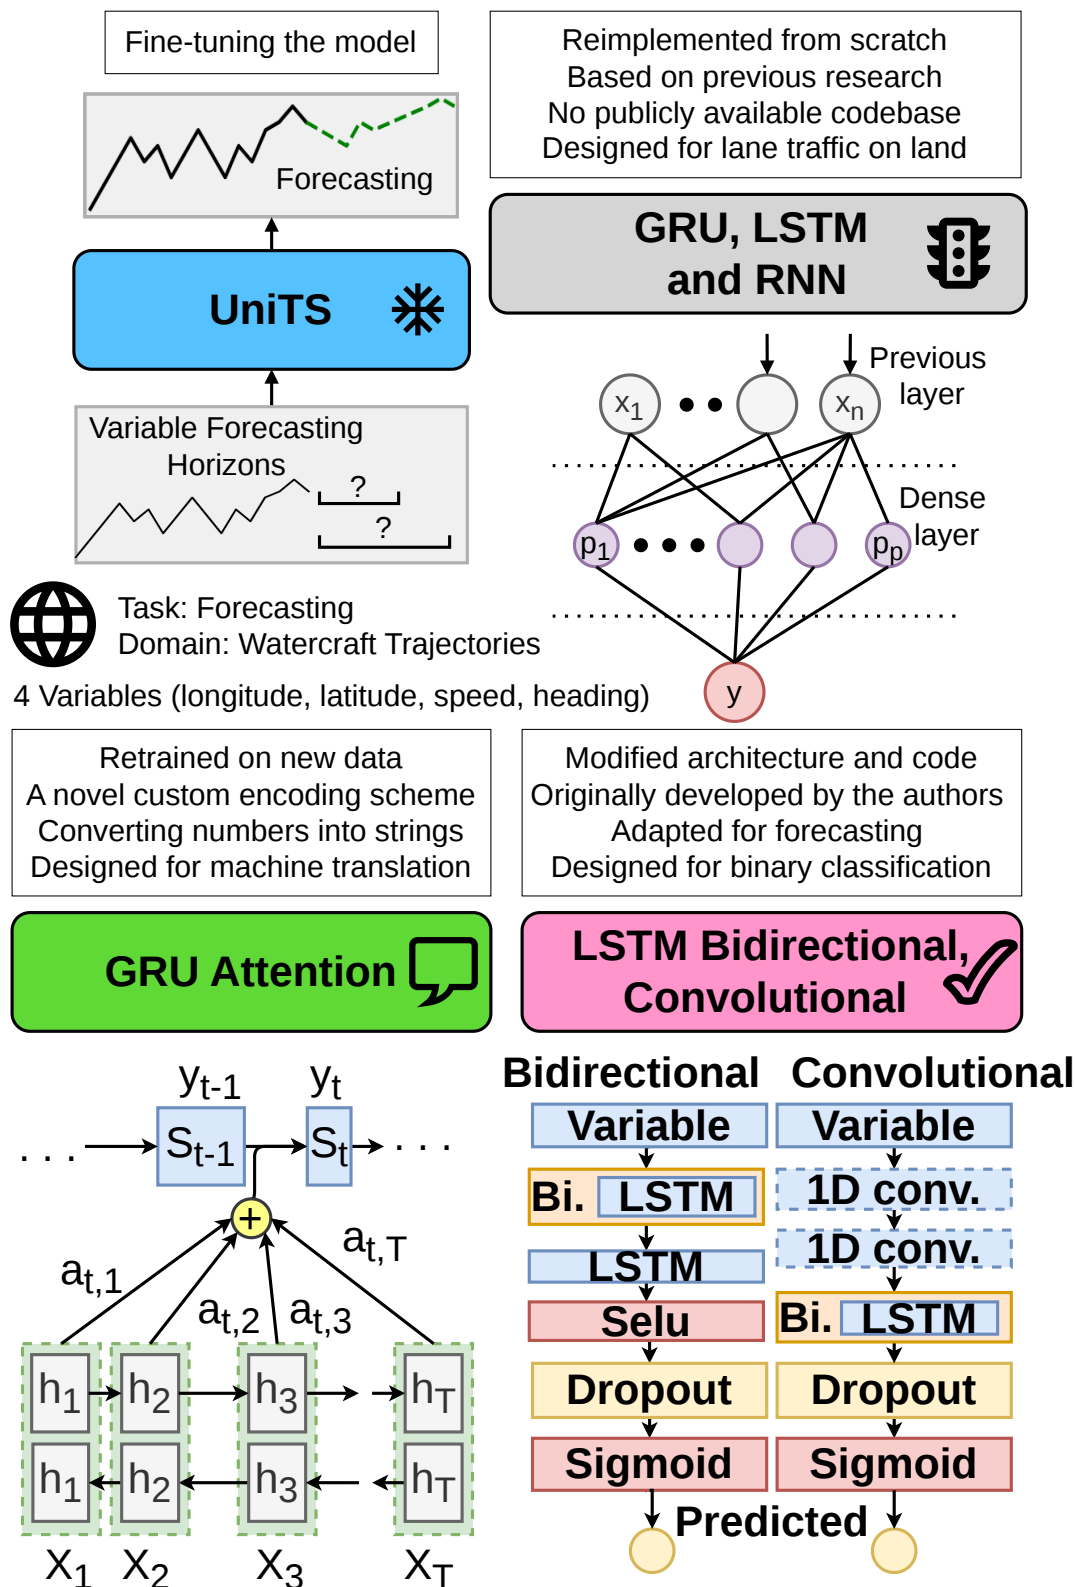 Fine-tuning the model
Forecasting
UniTS
Variable Forecasting
Horizons
?
?
Reimplemented from scratch
Based on previous research
No publicly available codebase
Designed for lane traffic on land
GRU, LSTM
and RNN
Previous
layer
x1 xn
Dense
layer
p1 pp
y
Task: Forecasting
Domain: Watercraft Trajectories
4 Variables (longitude, latitude, speed, heading)
Retrained on new data
A novel custom encoding scheme
Converting numbers into strings
Designed for machine translation
GRU Attention
yt-1 yt
. . . St-1 St . . .
+
at,1 at,2 at,3 at,T
h1 h2 h3 hT
h1 h2 h3 hT
X1 X2 X3 XT
Modified architecture and code
Originally developed by the authors
Adapted for forecasting
Designed for binary classification
LSTM Bidirectional,
Convolutional
Bidirectional
Variable
Bi. LSTM
LSTM
Selu
Dropout
Sigmoid
Convolutional
Variable
1D conv.
1D conv.
Bi. LSTM
Dropout
Sigmoid
Predicted